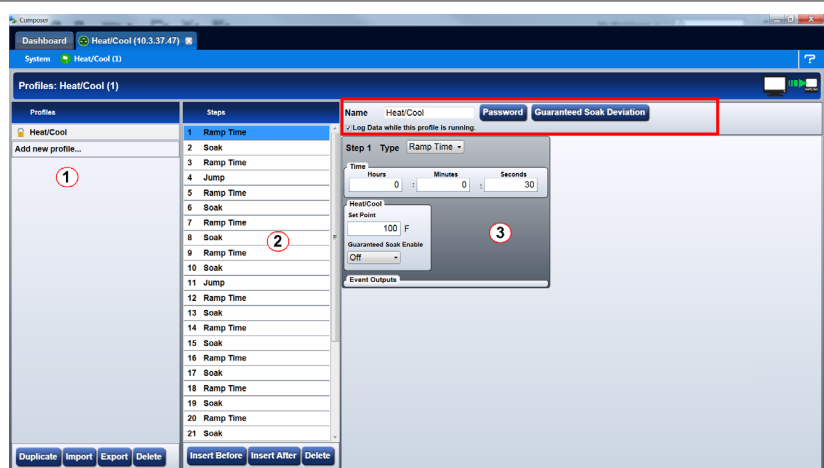 Composer
Dashboard
Heat/Cool (10.3.37.47)
System
Heat/Cool (1)
?
Profiles: Heat/Cool (1)
Profiles
Steps
Name
Heat/Cool
Password
Guaranteed Soak Deviation
Log Data while this profile is running.
Heat/Cool
Add new profile...
1
1 Ramp Time
2 Soak
3 Ramp Time
4 Jump
5 Ramp Time
6 Soak
7 Ramp Time
8 Soak
9 Ramp Time
10 Soak
11 Jump
12 Ramp Time
13 Soak
14 Ramp Time
15 Soak
16 Ramp Time
17 Soak
18 Ramp Time
19 Soak
20 Ramp Time
21 Soak
2
Step 1 Type Ramp Time
Time
Hours Minutes Seconds
0 : 0 : 30
Heat/Cool
Set Point
100 F
Guaranteed Soak Enable
Off
Event Outputs
3
Duplicate Import Export Delete
Insert Before Insert After Delete